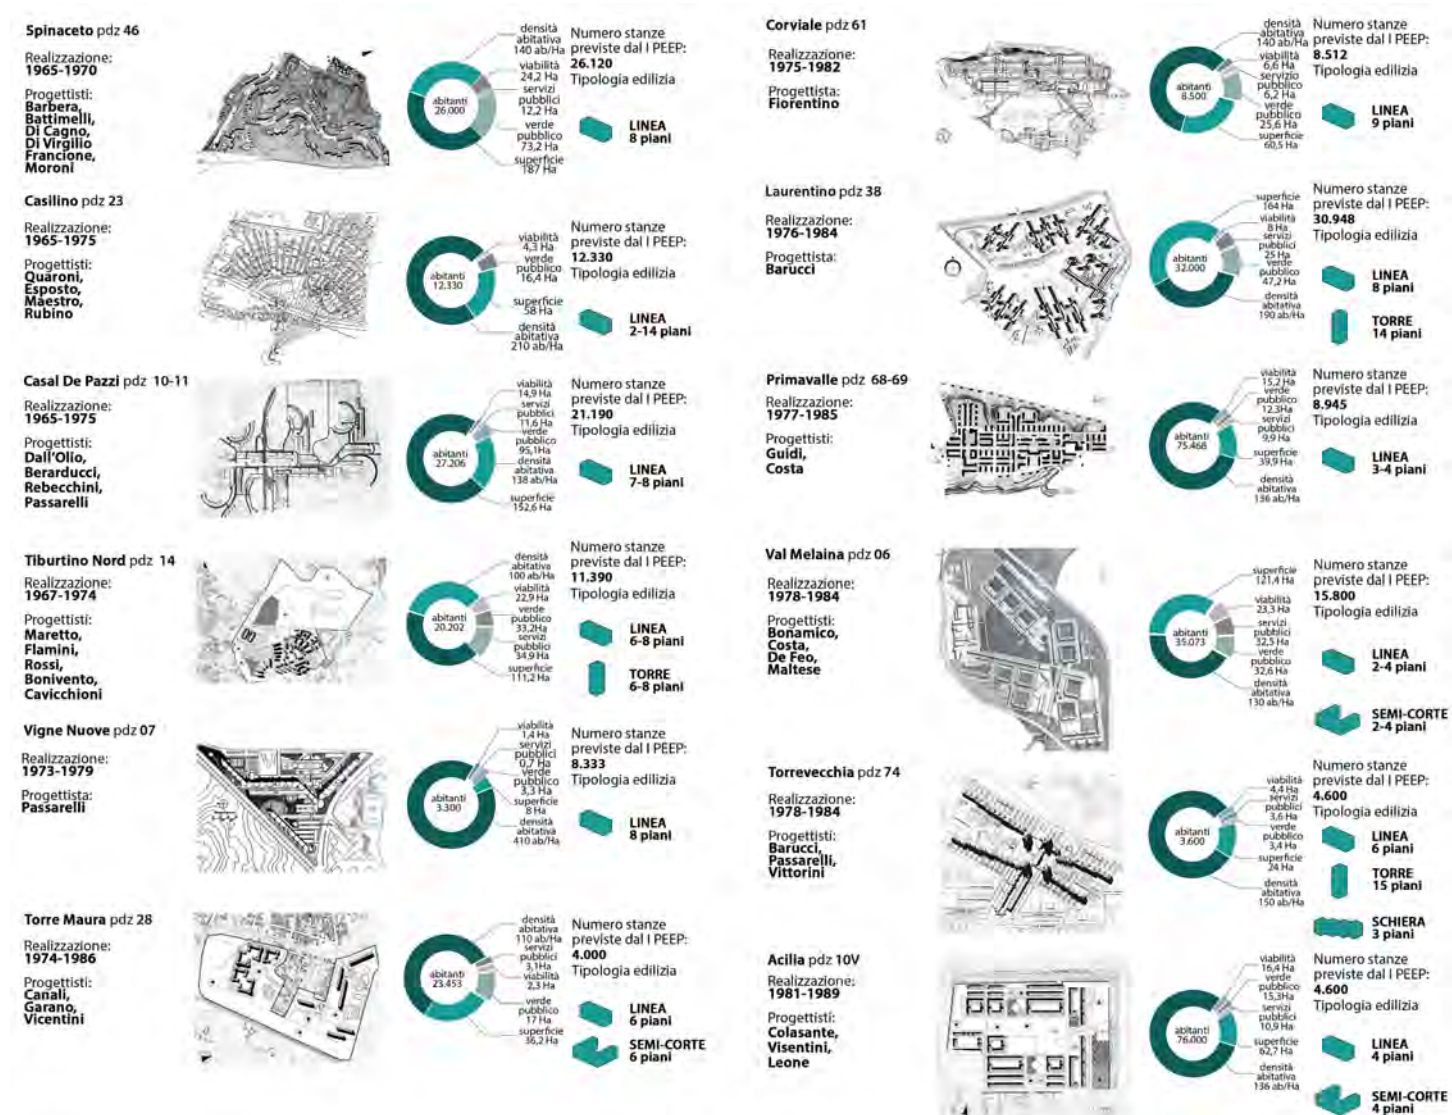 Spinaceto pdz 46
Realizzazione:
1965-1970
Progettisti:
Barbera,
Battimelli,
Di Cagno,
Di Virgilio
Francione,
Moroni
abitanti
26.000
densità
abitativa
140 ab/Ha
viabilità
24,2 Ha
servizi
pubblici
12,2 Ha
verde
pubblico
73,2 Ha
superficie
187 Ha
Numero stanze
previste dal I PEEP:
26.120
Tipologia edilizia
LINEA
8 piani
Casilino pdz 23
Realizzazione:
1965-1975
Progettisti:
Quaroni,
Esposto,
Maestro,
Rubino
abitanti
12.330
viabilità
4,3 Ha
verde
pubblico
16,4 Ha
superficie
58 Ha
densità
abitativa
210 ab/Ha
Numero stanze
previste dal I PEEP:
12.330
Tipologia edilizia
LINEA
2-14 piani
Casal De Pazzi pdz 10-11
Realizzazione:
1965-1975
Progettisti:
Dall'Olio,
Berarducci,
Rebecchini,
Passarelli
abitanti
27.206
viabilità
14,9 Ha
servizi
pubblici
11,6 Ha
verde
pubblico
95,1Ha
densità
abitativa
138 ab/Ha
superficie
152,6 Ha
Numero stanze
previste dal I PEEP:
21.190
Tipologia edilizia
LINEA
7-8 piani
Tiburtino Nord pdz 14
Realizzazione:
1967-1974
Progettisti:
Maretto,
Flamini,
Rossi,
Bonivento,
Cavicchioni
abitanti
20.202
densità
abitativa
100 ab/Ha
viabilità
22,9 Ha
verde
pubblico
33,2Ha
servizi
pubblici
34,9 Ha
superficie
111,2 Ha
Numero stanze
previste dal I PEEP:
11.390
Tipologia edilizia
LINEA
6-8 piani
TORRE
6-8 piani
Vigne Nuove pdz 07
Realizzazione:
1973-1979
Progettista:
Passarelli
abitanti
3.300
viabilità
1,4 Ha
servizi
pubblici
0,7 Ha
verde
pubblico
3,3 Ha
superficie
8 Ha
densità
abitativa
410 ab/Ha
Numero stanze
previste dal I PEEP:
8.333
Tipologia edilizia
LINEA
8 piani
Torre Maura pdz 28
Realizzazione:
1974-1986
Progettisti:
Canali,
Garano,
Vicentini
abitanti
23.453
densità
abitativa
110 ab/Ha
servizi
pubblici
3,1Ha
viabilità
2,3 Ha
verde
pubblico
17 Ha
superficie
36,2 Ha
Numero stanze
previste dal I PEEP:
4.000
Tipologia edilizia
LINEA
6 piani
SEMI-CORTE
6 piani
Corviale pdz 61
Realizzazione:
1975-1982
Progettista:
Fiorentino
abitanti
8.500
densità
abitativa
140 ab/Ha
viabilità
6,6 Ha
servizio
pubblico
6,2 Ha
verde
pubblico
25,6 Ha
superficie
60,5 Ha
Numero stanze
previste dal I PEEP:
8.512
Tipologia edilizia
LINEA
9 piani
Laurentino pdz 38
Realizzazione:
1976-1984
Progettista:
Barucci
abitanti
32.000
superficie
164 Ha
viabilità
8 Ha
servizi
pubblici
25 Ha
verde
pubblico
47,2 Ha
densità
abitativa
190 ab/Ha
Numero stanze
previste dal I PEEP:
30.948
Tipologia edilizia
LINEA
8 piani
TORRE
14 piani
Primavalle pdz 68-69
Realizzazione:
1977-1985
Progettisti:
Guidi,
Costa
abitanti
75.468
viabilità
15,2 Ha
verde
pubblico
12,3Ha
servizi
pubblici
9,9 Ha
superficie
39,9 Ha
densità
abitativa
136 ab/Ha
Numero stanze
previste dal I PEEP:
8.945
Tipologia edilizia
LINEA
3-4 piani
Val Melaina pdz 06
Realizzazione:
1978-1984
Progettisti:
Bonamico,
Costa,
De Feo,
Maltese
abitanti
35.073
superficie
121,4 Ha
viabilità
23,3 Ha
servizi
pubblici
32,5 Ha
verde
pubblico
32,6 Ha
densità
abitativa
130 ab/Ha
Numero stanze
previste dal I PEEP:
15.800
Tipologia edilizia
LINEA
2-4 piani
SEMI-CORTE
2-4 piani
Torrevecchia pdz 74
Realizzazione:
1978-1984
Progettisti:
Barucci,
Passarelli,
Vittorini
abitanti
3.600
viabilità
4,4 Ha
servizi
pubblici
3,6 Ha
verde
pubblico
3,4 Ha
superficie
24 Ha
densità
abitativa
150 ab/Ha
Numero stanze
previste dal I PEEP:
4.600
Tipologia edilizia
LINEA
6 piani
TORRE
15 piani
SCHIERA
3 piani
Acilia pdz 10V
Realizzazione:
1981-1989
Progettisti:
Colasante,
Visentini,
Leone
abitanti
76.000
viabilità
16,4 Ha
verde
pubblico
15,3Ha
servizi
pubblici
10,9 Ha
superficie
62,7 Ha
densità
abitativa
136 ab/Ha
Numero stanze
previste dal I PEEP:
4.600
Tipologia edilizia
LINEA
4 piani
SEMI-CORTE
4 piani